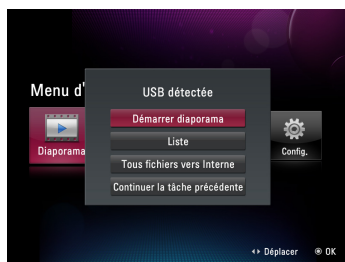 Menu d'
USB détectée
Démarrer diaporama
Liste
Tous fichiers vers Interne
Continuer la tâche précédente
Diaporama
Config.
Déplacer
OK